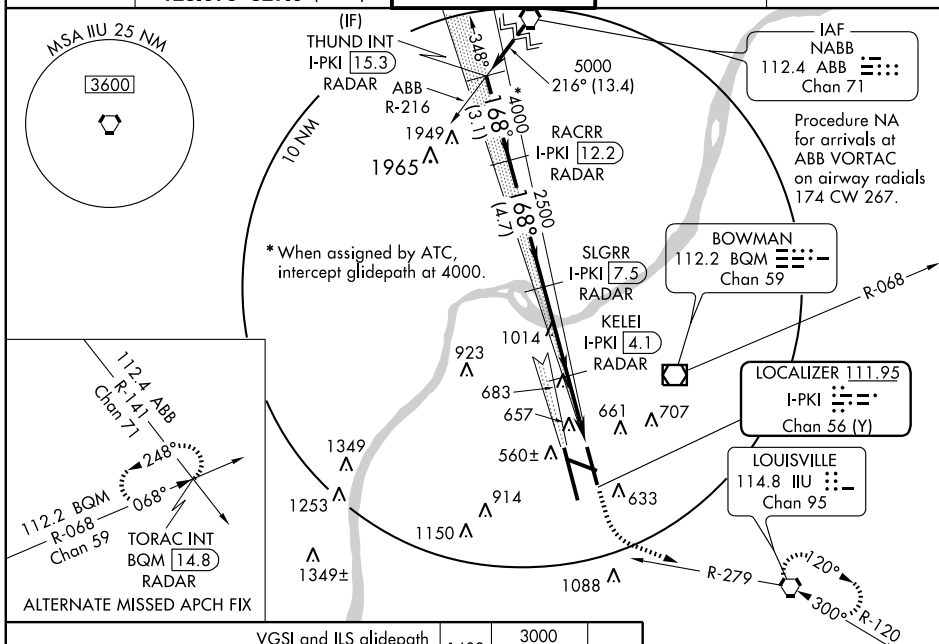 MSA IIU 25 NM
3600
(IF)
THUND INT
I-PKI 15.3
RADAR
348°
5000
216° (13.4)
IAF
NABB
112.4 ABB
Chan 71
Procedure NA
for arrivals at
ABB VORTAC
on airway radials
174 CW 267.
10 NM
ABB
R-216
1949
1965
168°
(3.1)
*4000
RACRR
I-PKI 12.2
RADAR
168°
(4.7)
2500
* When assigned by ATC,
intercept glidepath at 4000.
SLGRR
I-PKI 7.5
RADAR
BOWMAN
112.2 BQM
Chan 59
R-068
KELEI
I-PKI 4.1
RADAR
1014
923
683
657
661
707
560±
LOCALIZER 111.95
I-PKI
Chan 56 (Y)
LOUISVILLE
114.8 IIU
Chan 95
633
1349
1253
914
1150
1349±
1088
R-279
120°
300°
R-120
112.4 ABB
R-141
Chan 71
248°
068°
112.2 BQM
R-068
Chan 59
TORAC INT
BQM 14.8
RADAR
ALTERNATE MISSED APCH FIX
VGSI and ILS glidepath
3000